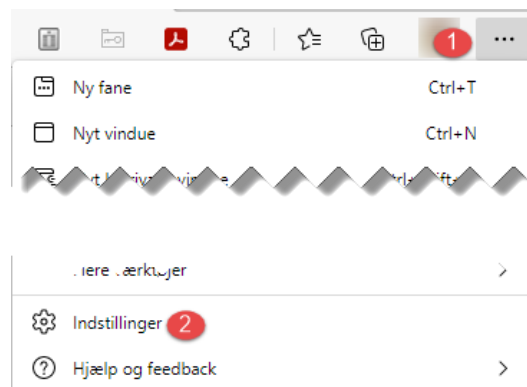 1 ...
Ny fane Ctrl+T
Nyt vindue Ctrl+N
Indstillinger 2
Hjælp og feedback